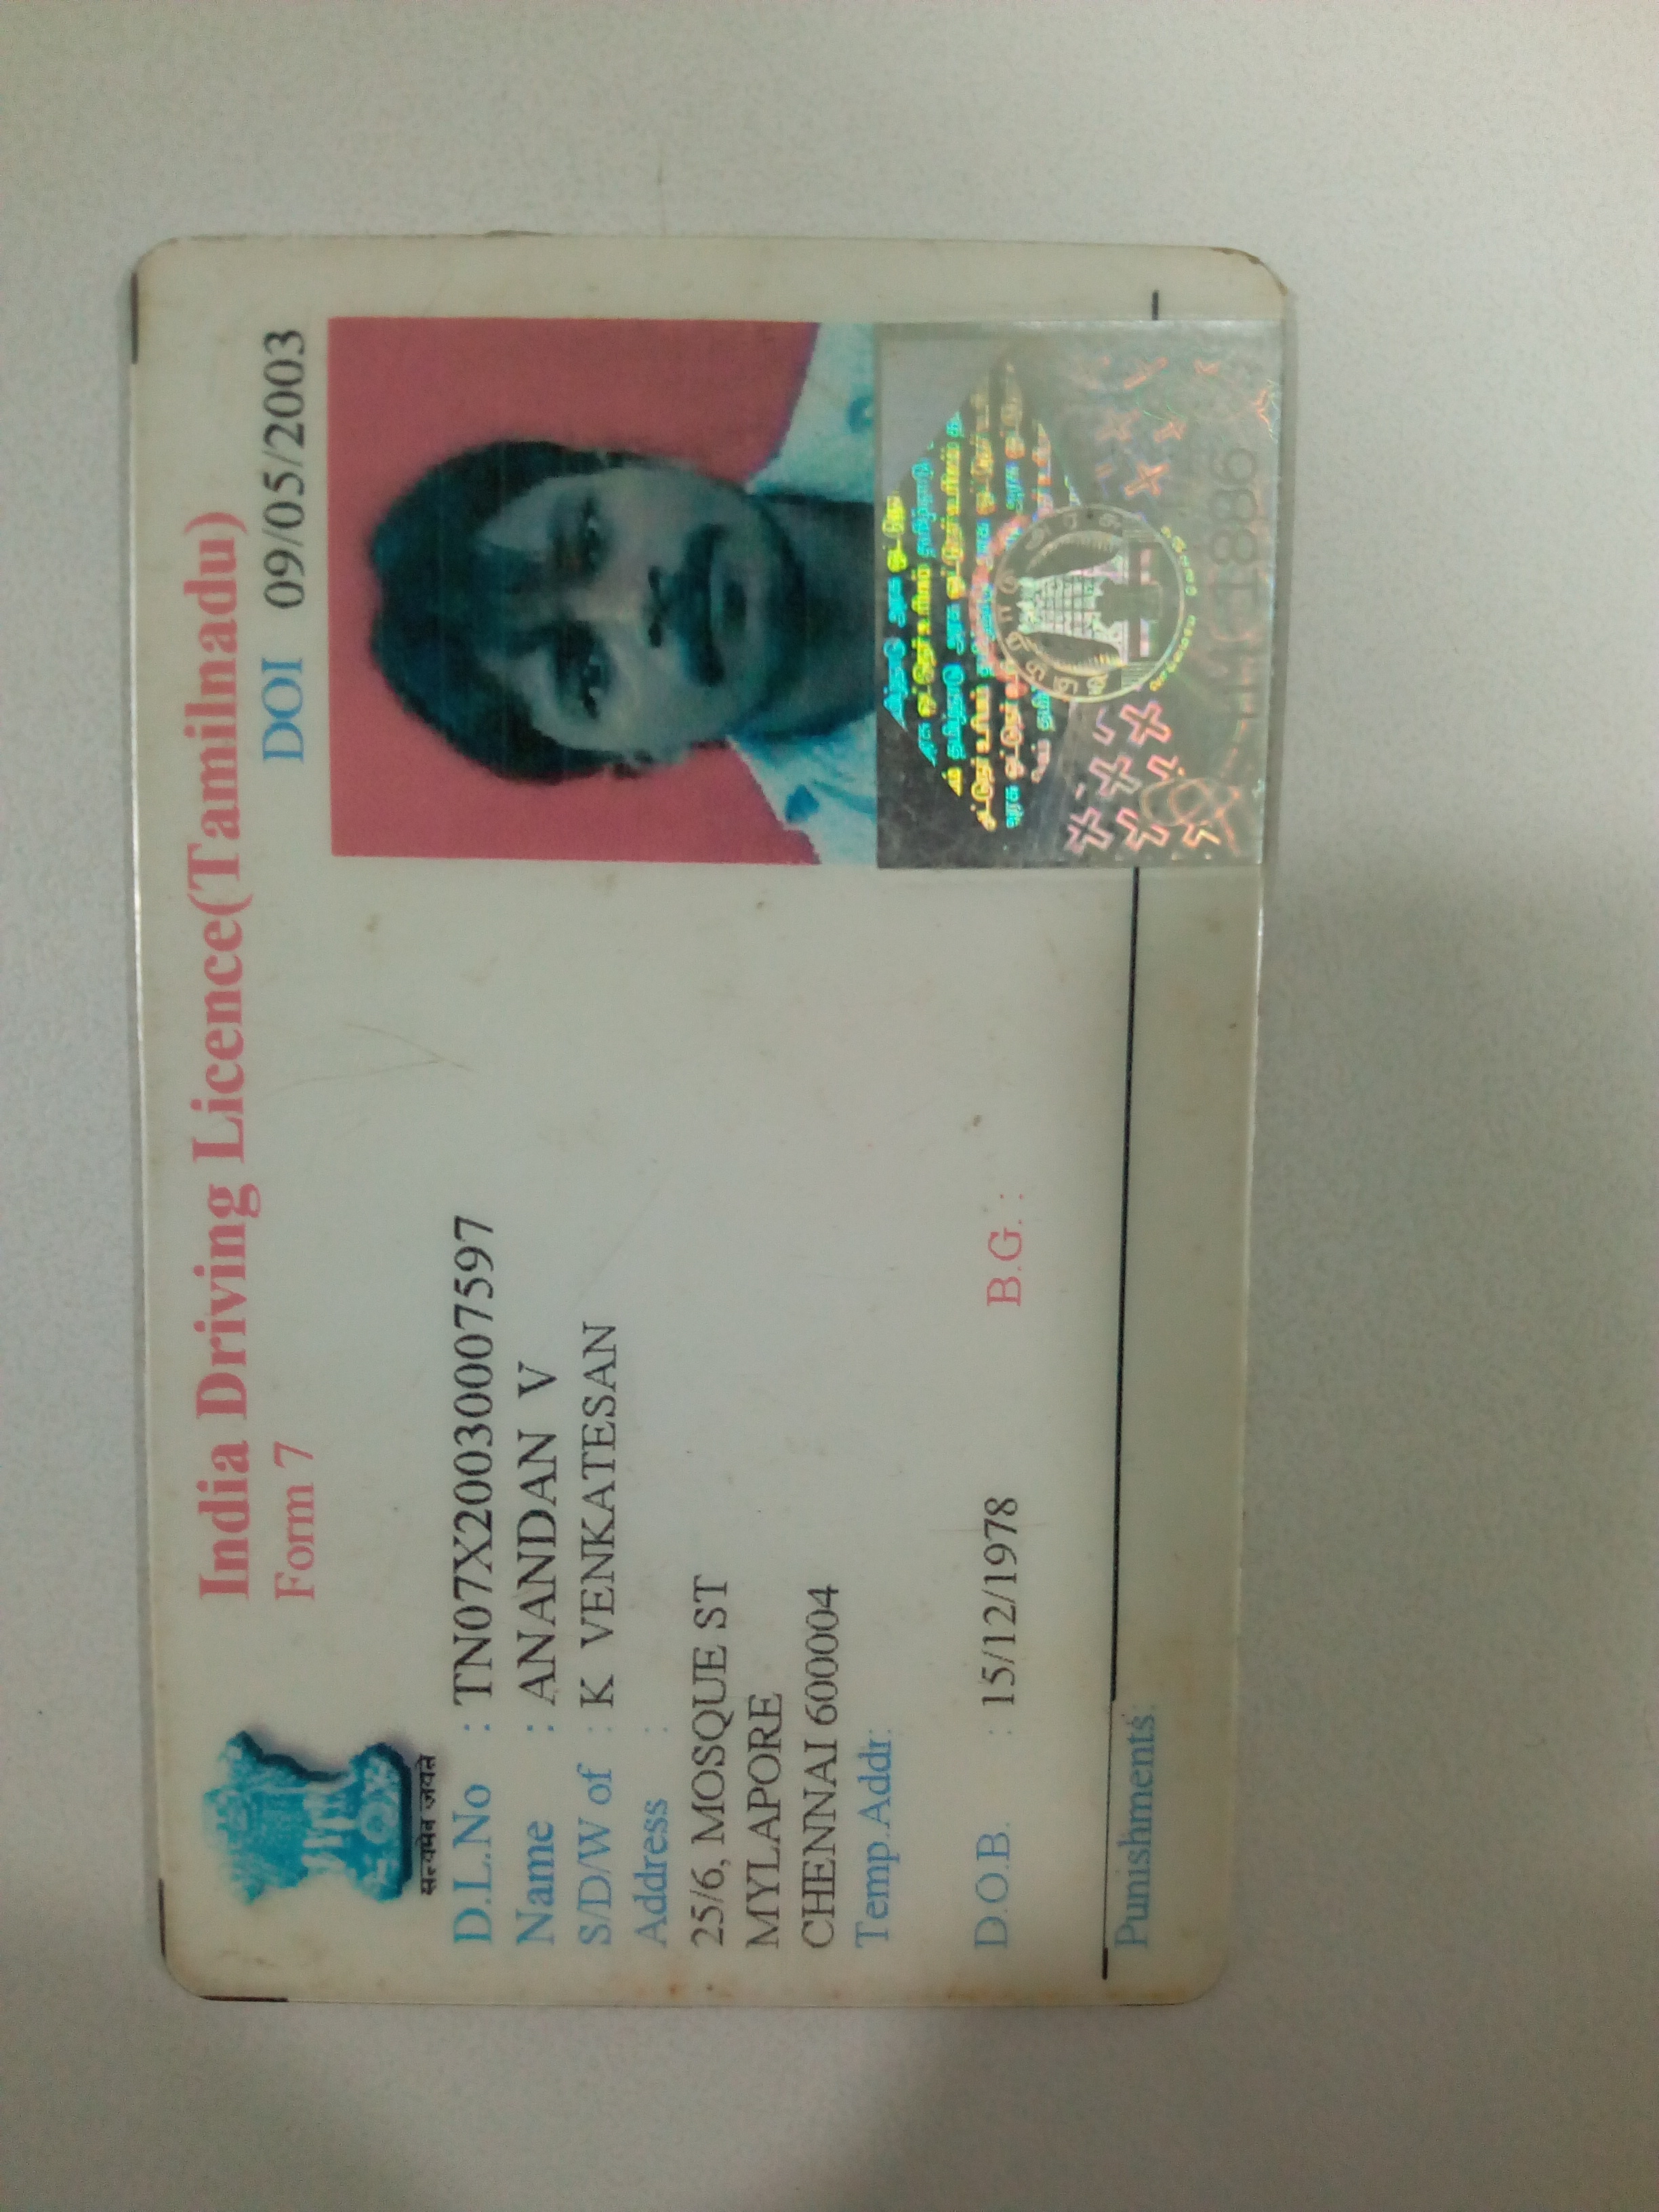 India Driving Licence(Tamilnadu)
Form 7
DOI 09/05/2003
सत्यमेव जयते
D.L.No : TN07X20030007597
Name : ANANDAN V
S/D/W of : K VENKATESAN
Address :
25/6, MOSQUE ST
MYLAPORE
CHENNAI 600004
Temp.Addr:
D.O.B. : 15/12/1978
B.G. :
Punishments: